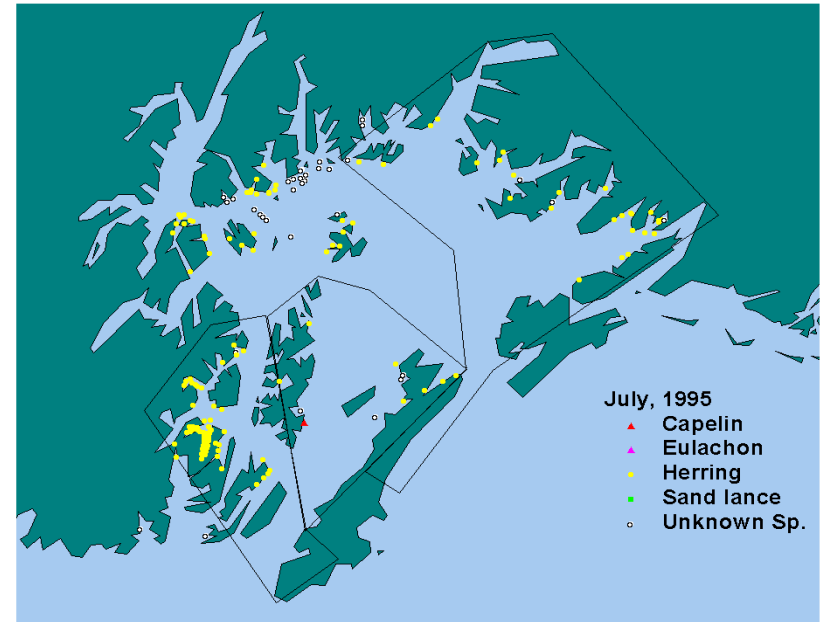 July, 1995
Capelin
Eulachon
Herring
Sand lance
Unknown Sp.